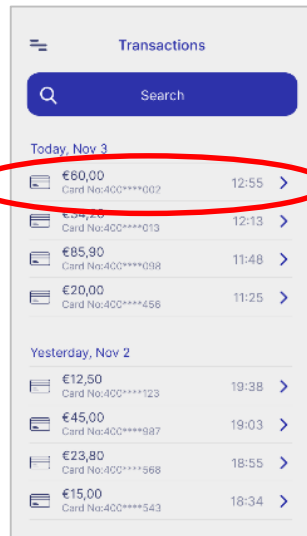 Transactions
Search
Today, Nov 3
€60,00
Card No:400****002
12:55
€54,20
Card No:400****013
12:13
€85,90
Card No:400****098
11:48
€20,00
Card No:400****456
11:25
Yesterday, Nov 2
€12,50
Card No:400****123
19:38
€45,00
Card No:400****987
19:03
€23,80
Card No:400****568
18:55
€15,00
Card No:400****543
18:34